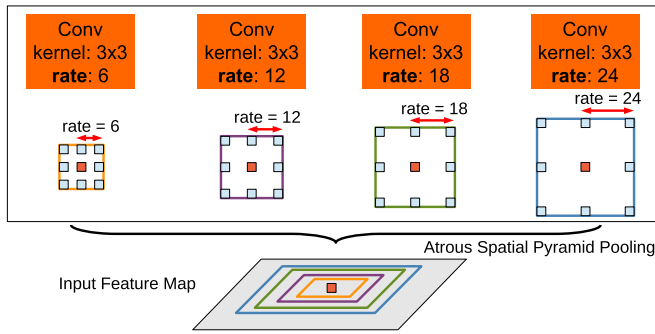 Conv
kernel: 3x3
rate: 6
Conv
kernel: 3x3
rate: 12
Conv
kernel: 3x3
rate: 18
Conv
kernel: 3x3
rate: 24
rate = 6
rate = 12
rate = 18
rate = 24
Atrous Spatial Pyramid Pooling
Input Feature Map